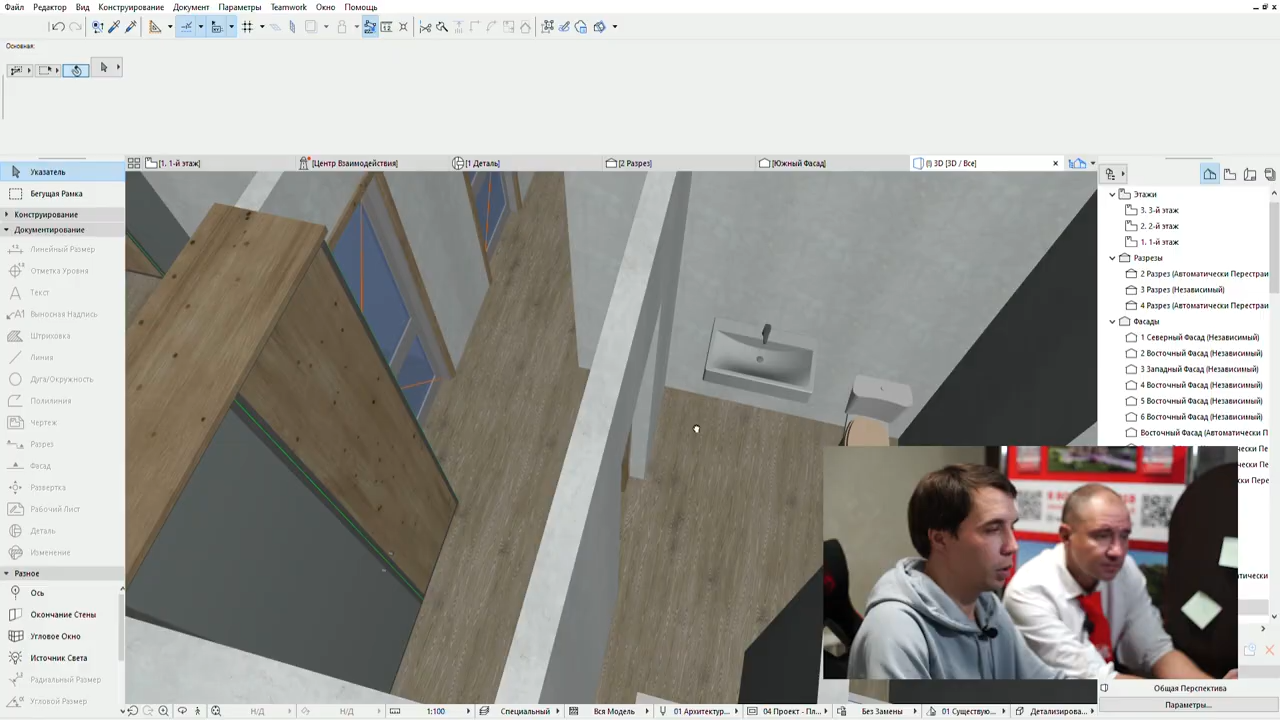 Файл Редактор Вид Конструирование Документ Параметры Teamwork Окно Помощь
Основная:
[1. 1-й этаж]
[Центр Взаимодействия]
[1 Деталь]
[2 Разрез]
[Южный Фасад]
(!) 3D [3D / Все]
Указатель
Бегущая Рамка
Конструирование
Документирование
Линейный Размер
Отметка Уровня
Текст
Выносная Надпись
Штриховка
Линия
Дуга/Окружность
Полилиния
Чертеж
Разрез
Фасад
Развертка
Рабочий Лист
Деталь
Изменение
Разное
Ось
Окончание Стены
Угловое Окно
Источник Света
Радиальный Размер
Угловой Размер
Этажи
3. 3-й этаж
2. 2-й этаж
1. 1-й этаж
Разрезы
2 Разрез (Автоматически Перестраи
3 Разрез (Независимый)
4 Разрез (Автоматически Перестраи
Фасады
1 Северный Фасад (Независимый)
2 Восточный Фасад (Независимый)
3 Западный Фасад (Независимый)
4 Восточный Фасад (Независимый)
5 Восточный Фасад (Независимый)
6 Восточный Фасад (Независимый)
Восточный Фасад (Автоматически П
Общая Перспектива
Параметры...
Н/Д Н/Д 1:100 Специальный Вся Модель 01 Архитектур... 04 Проект - Пл... Без Замены 01 Существую... Детализирова...